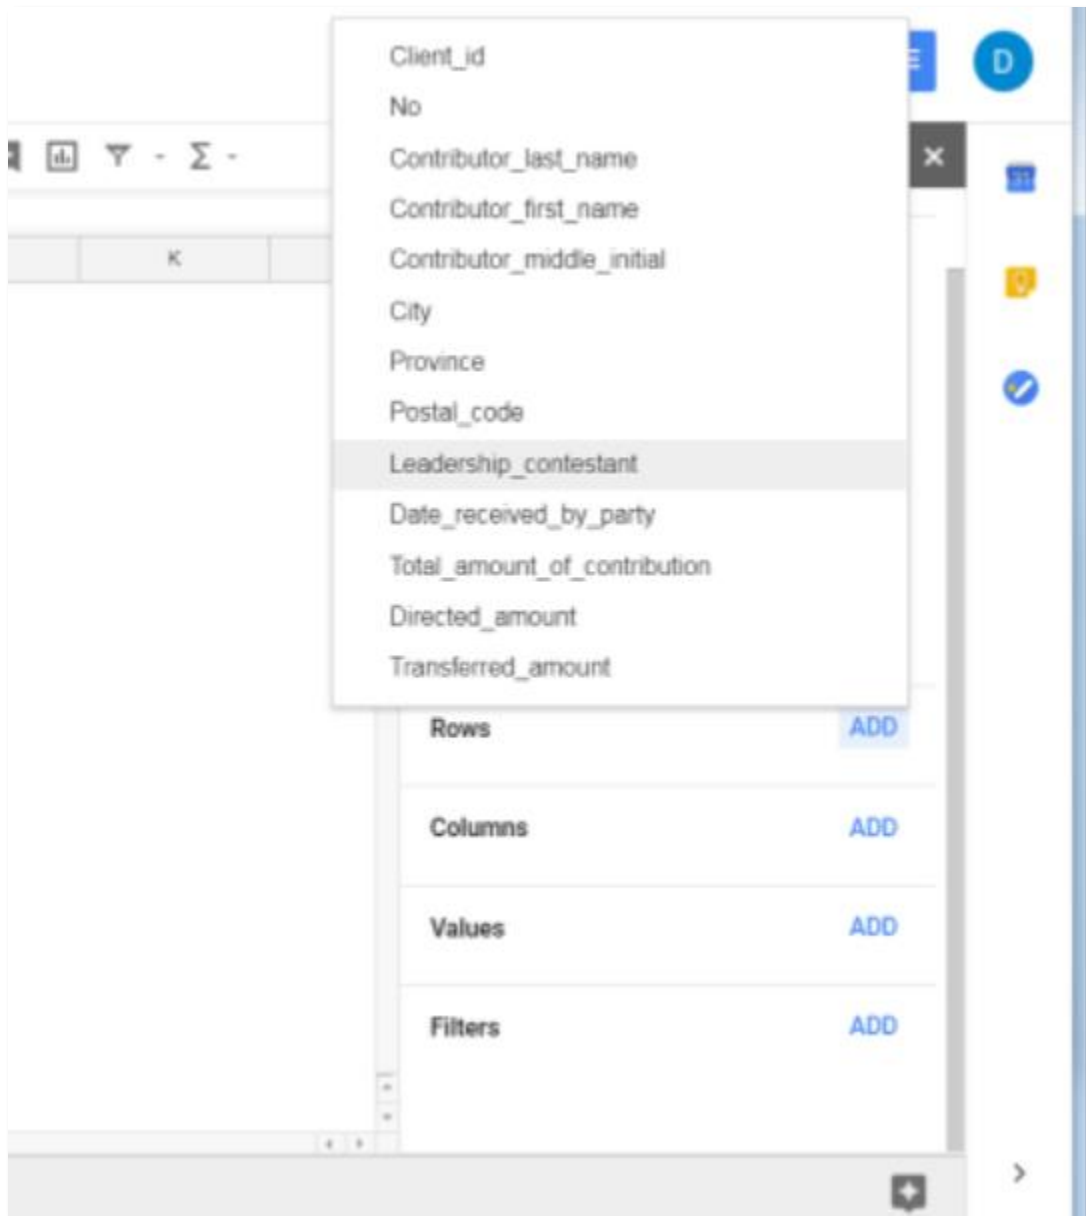 Client_id
No
D
Contributor_last_name
Contributor_first_name
Contributor_middle_initial
K
City
Province
Postal_code
Leadership_contestant
Date_received_by_party
Total_amount_of_contribution
Directed_amount
Transferred_amount
Rows ADD
Columns ADD
Values ADD
Filters ADD